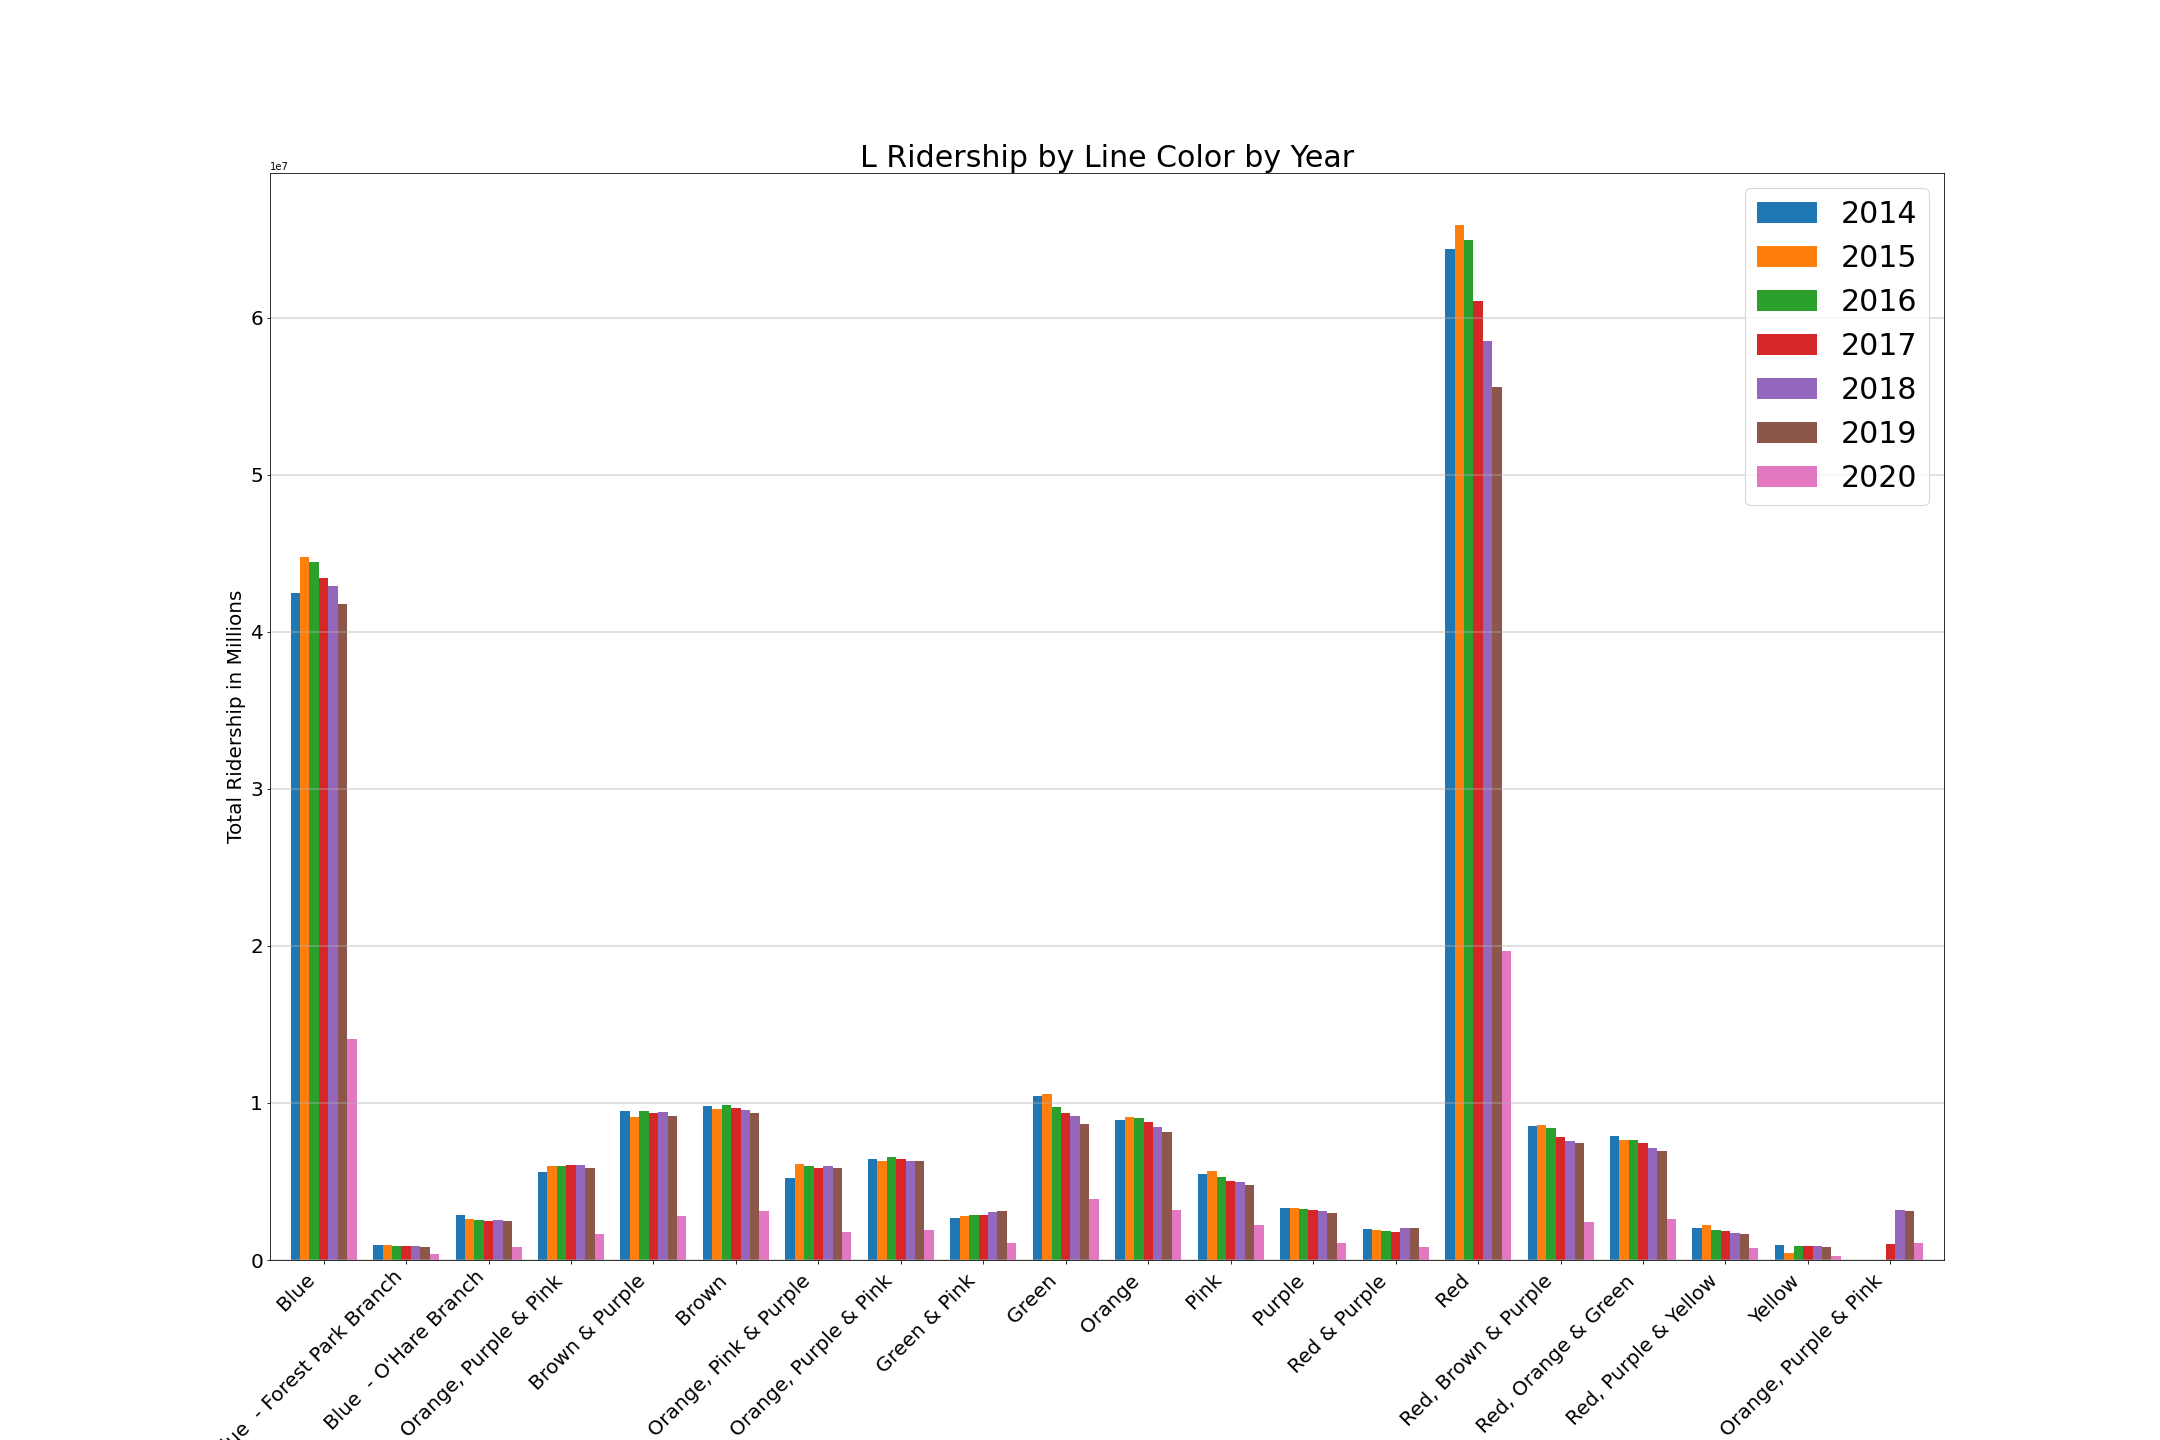 L Ridership by Line Color by Year
1e7
2014
2015
2016
2017
2018
2019
2020
6
5
4
3
2
1
0
Total Ridership in Millions
Blue
- Forest Park Branch
Blue - O'Hare Branch
Orange, Purple & Pink
Brown & Purple
Brown
Orange, Pink & Purple
Orange, Purple & Pink
Green & Pink
Green
Orange
Pink
Purple
Red & Purple
Red
Red, Brown & Purple
Red, Orange & Green
Red, Purple & Yellow
Yellow
Orange, Purple & Pink